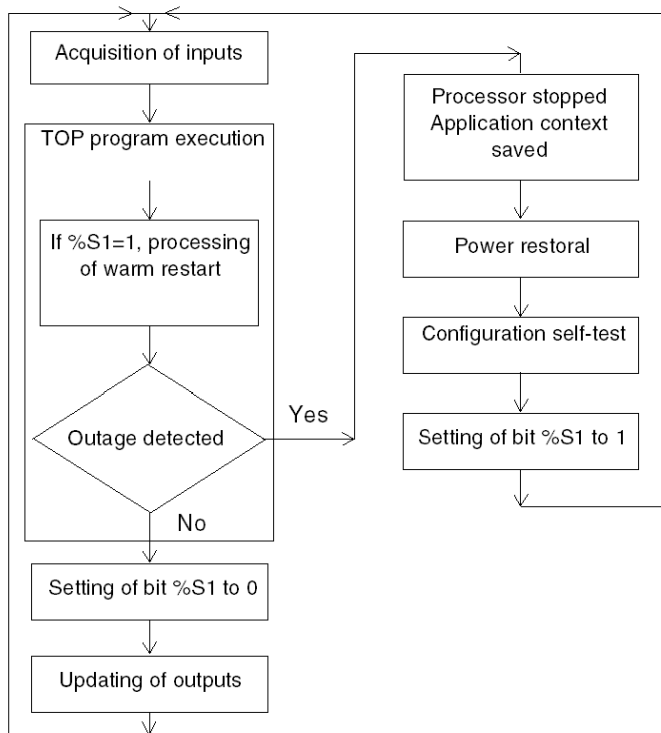 Acquisition of inputs
TOP program execution
If %S1=1, processing
of warm restart
Outage detected
Yes
No
Setting of bit %S1 to 0
Updating of outputs
Processor stopped
Application context
saved
Power restoral
Configuration self-test
Setting of bit %S1 to 1